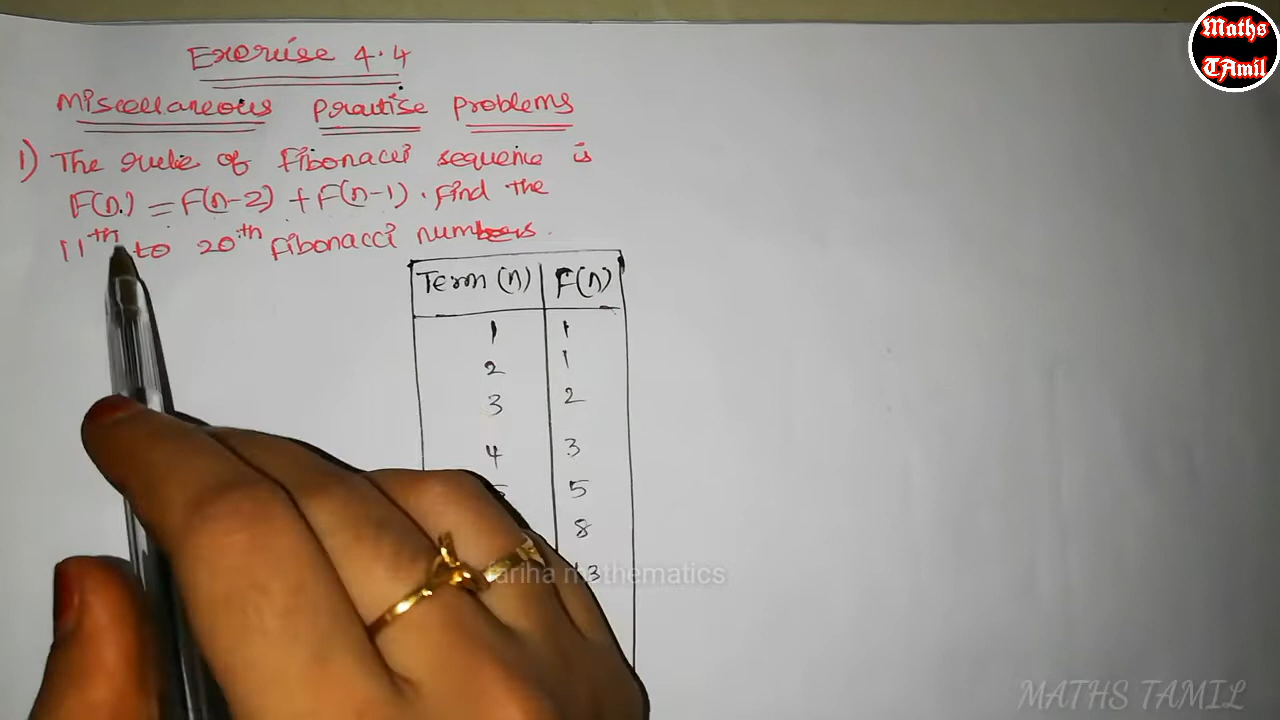 Maths
TAmil
Exercise 4.4
Miscellaneous Practise Problems
1) The rule of Fibonacci sequence is
F(n) = F(n-2) + F(n-1). Find the
11th to 20th fibonacci numbers.
Term (n) F(n)
1 1
2 1
3 2
4 3
5
8
13
fariha mathematics
MATHS TAMIL